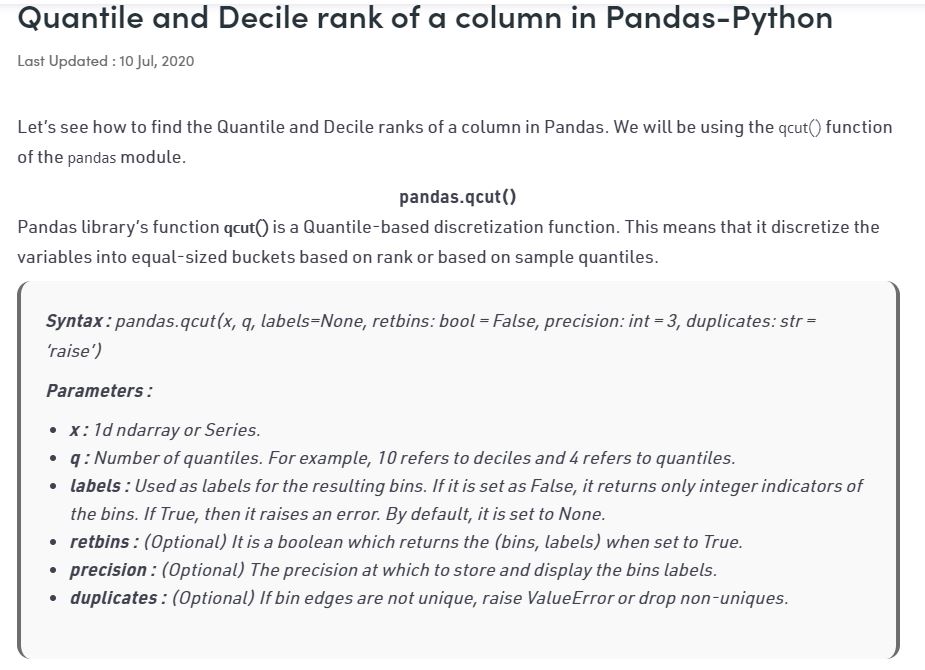 Quantile and Decile rank of a column in Pandas-Python
Last Updated : 10 Jul, 2020
Let's see how to find the Quantile and Decile ranks of a column in Pandas. We will be using the qcut() function
of the pandas module.
pandas.qcut()
Pandas library's function qcut() is a Quantile-based discretization function. This means that it discretize the
variables into equal-sized buckets based on rank or based on sample quantiles.
Syntax : pandas.qcut(x, q, labels=None, retbins: bool = False, precision: int = 3, duplicates: str =
'raise')
Parameters :
• x : 1d ndarray or Series.
• q : Number of quantiles. For example, 10 refers to deciles and 4 refers to quantiles.
• labels : Used as labels for the resulting bins. If it is set as False, it returns only integer indicators of
the bins. If True, then it raises an error. By default, it is set to None.
• retbins : (Optional) It is a boolean which returns the (bins, labels) when set to True.
• precision : (Optional) The precision at which to store and display the bins labels.
• duplicates : (Optional) If bin edges are not unique, raise ValueError or drop non-uniques.